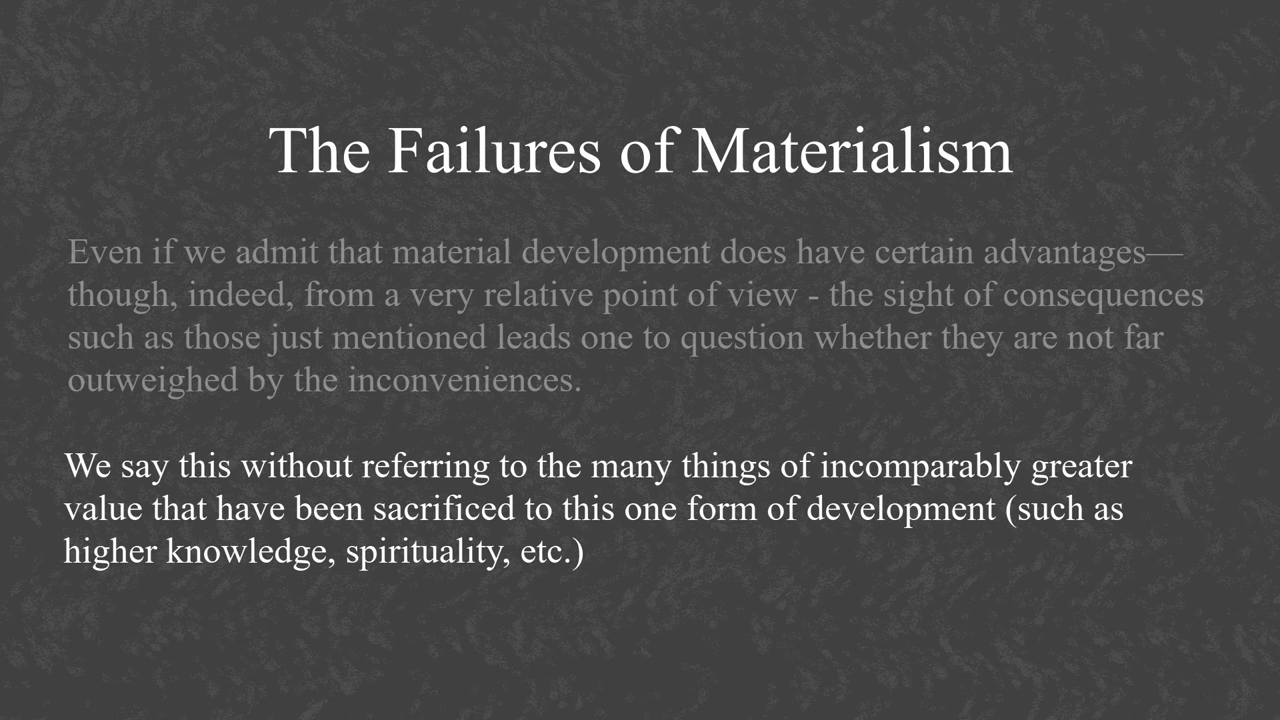 The Failures of Materialism
Even if we admit that material development does have certain advantages—
though, indeed, from a very relative point of view - the sight of consequences
such as those just mentioned leads one to question whether they are not far
outweighed by the inconveniences.
We say this without referring to the many things of incomparably greater
value that have been sacrificed to this one form of development (such as
higher knowledge, spirituality, etc.)